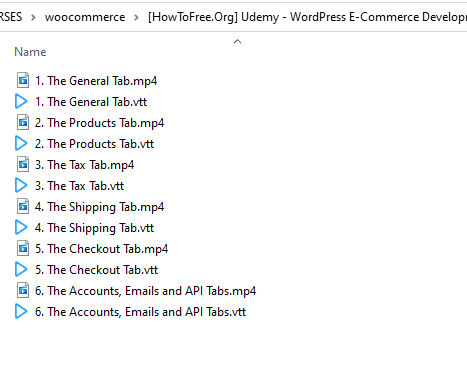 RSES > woocommerce > [HowToFree.Org] Udemy - WordPress E-Commerce Develop
Name
1. The General Tab.mp4
1. The General Tab.vtt
2. The Products Tab.mp4
2. The Products Tab.vtt
3. The Tax Tab.mp4
3. The Tax Tab.vtt
4. The Shipping Tab.mp4
4. The Shipping Tab.vtt
5. The Checkout Tab.mp4
5. The Checkout Tab.vtt
6. The Accounts, Emails and API Tabs.mp4
6. The Accounts, Emails and API Tabs.vtt